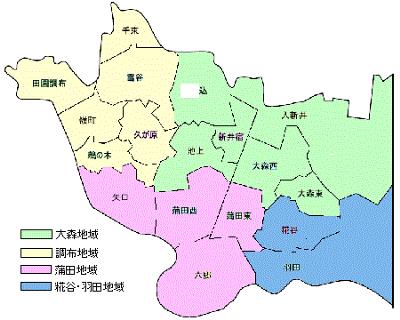 千束
雪谷
田園調布
込
嶺町
久が原
入新井
新井宿
鵜の木
池上
大森西
大森東
矢口
蒲田西
蒲田東
糀谷
六郷
羽田
大森地域
調布地域
蒲田地域
糀谷・羽田地域